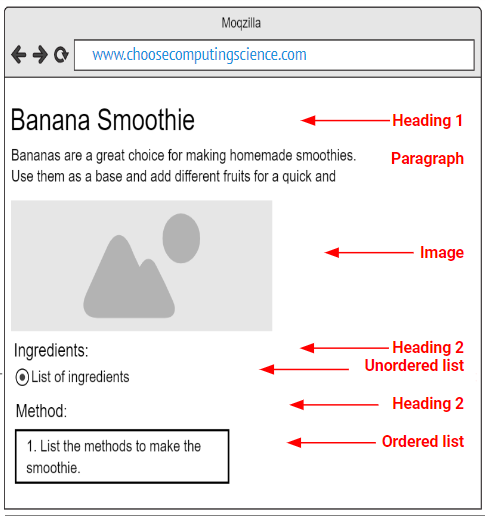 Moqzilla
www.choosecomputingscience.com
Banana Smoothie
Heading 1
Bananas are a great choice for making homemade smoothies.
Use them as a base and add different fruits for a quick and
Paragraph
Image
Ingredients:
Heading 2
List of ingredients
Unordered list
Method:
Heading 2
1. List the methods to make the
smoothie.
Ordered list